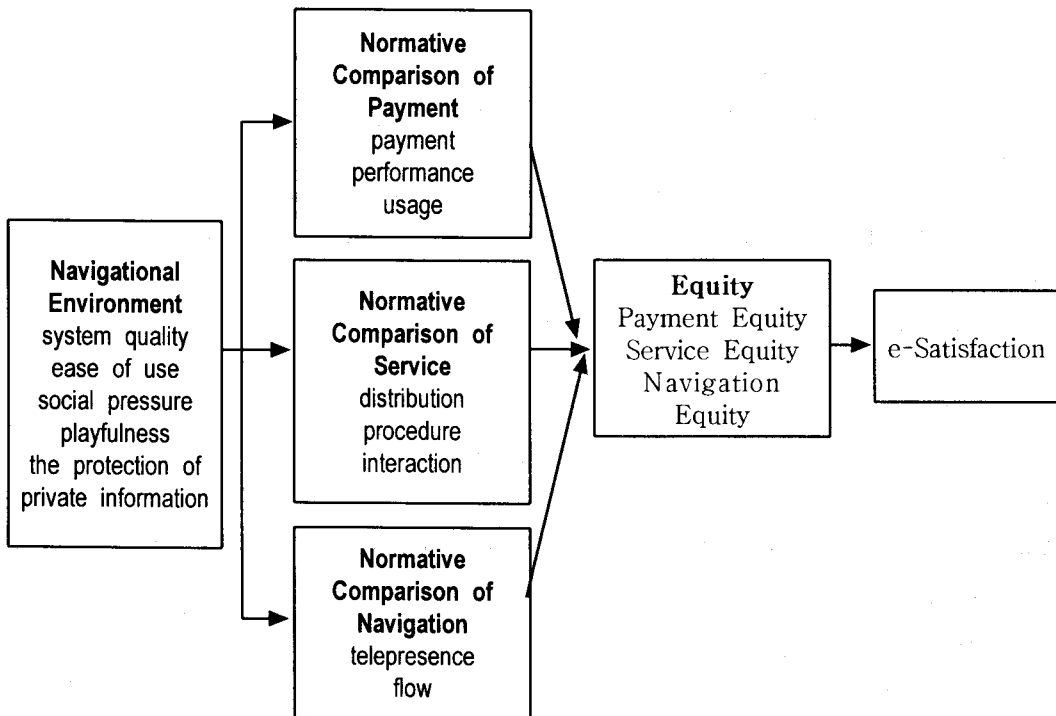 Normative
Comparison of
Payment
payment
performance
usage
Navigational
Environment
system quality
ease of use
social pressure
playfulness
the protection of
private information
Normative
Comparison of
Service
distribution
procedure
interaction
Equity
Payment Equity
Service Equity
Navigation
Equity
e-Satisfaction
Normative
Comparison of
Navigation
telepresence
flow